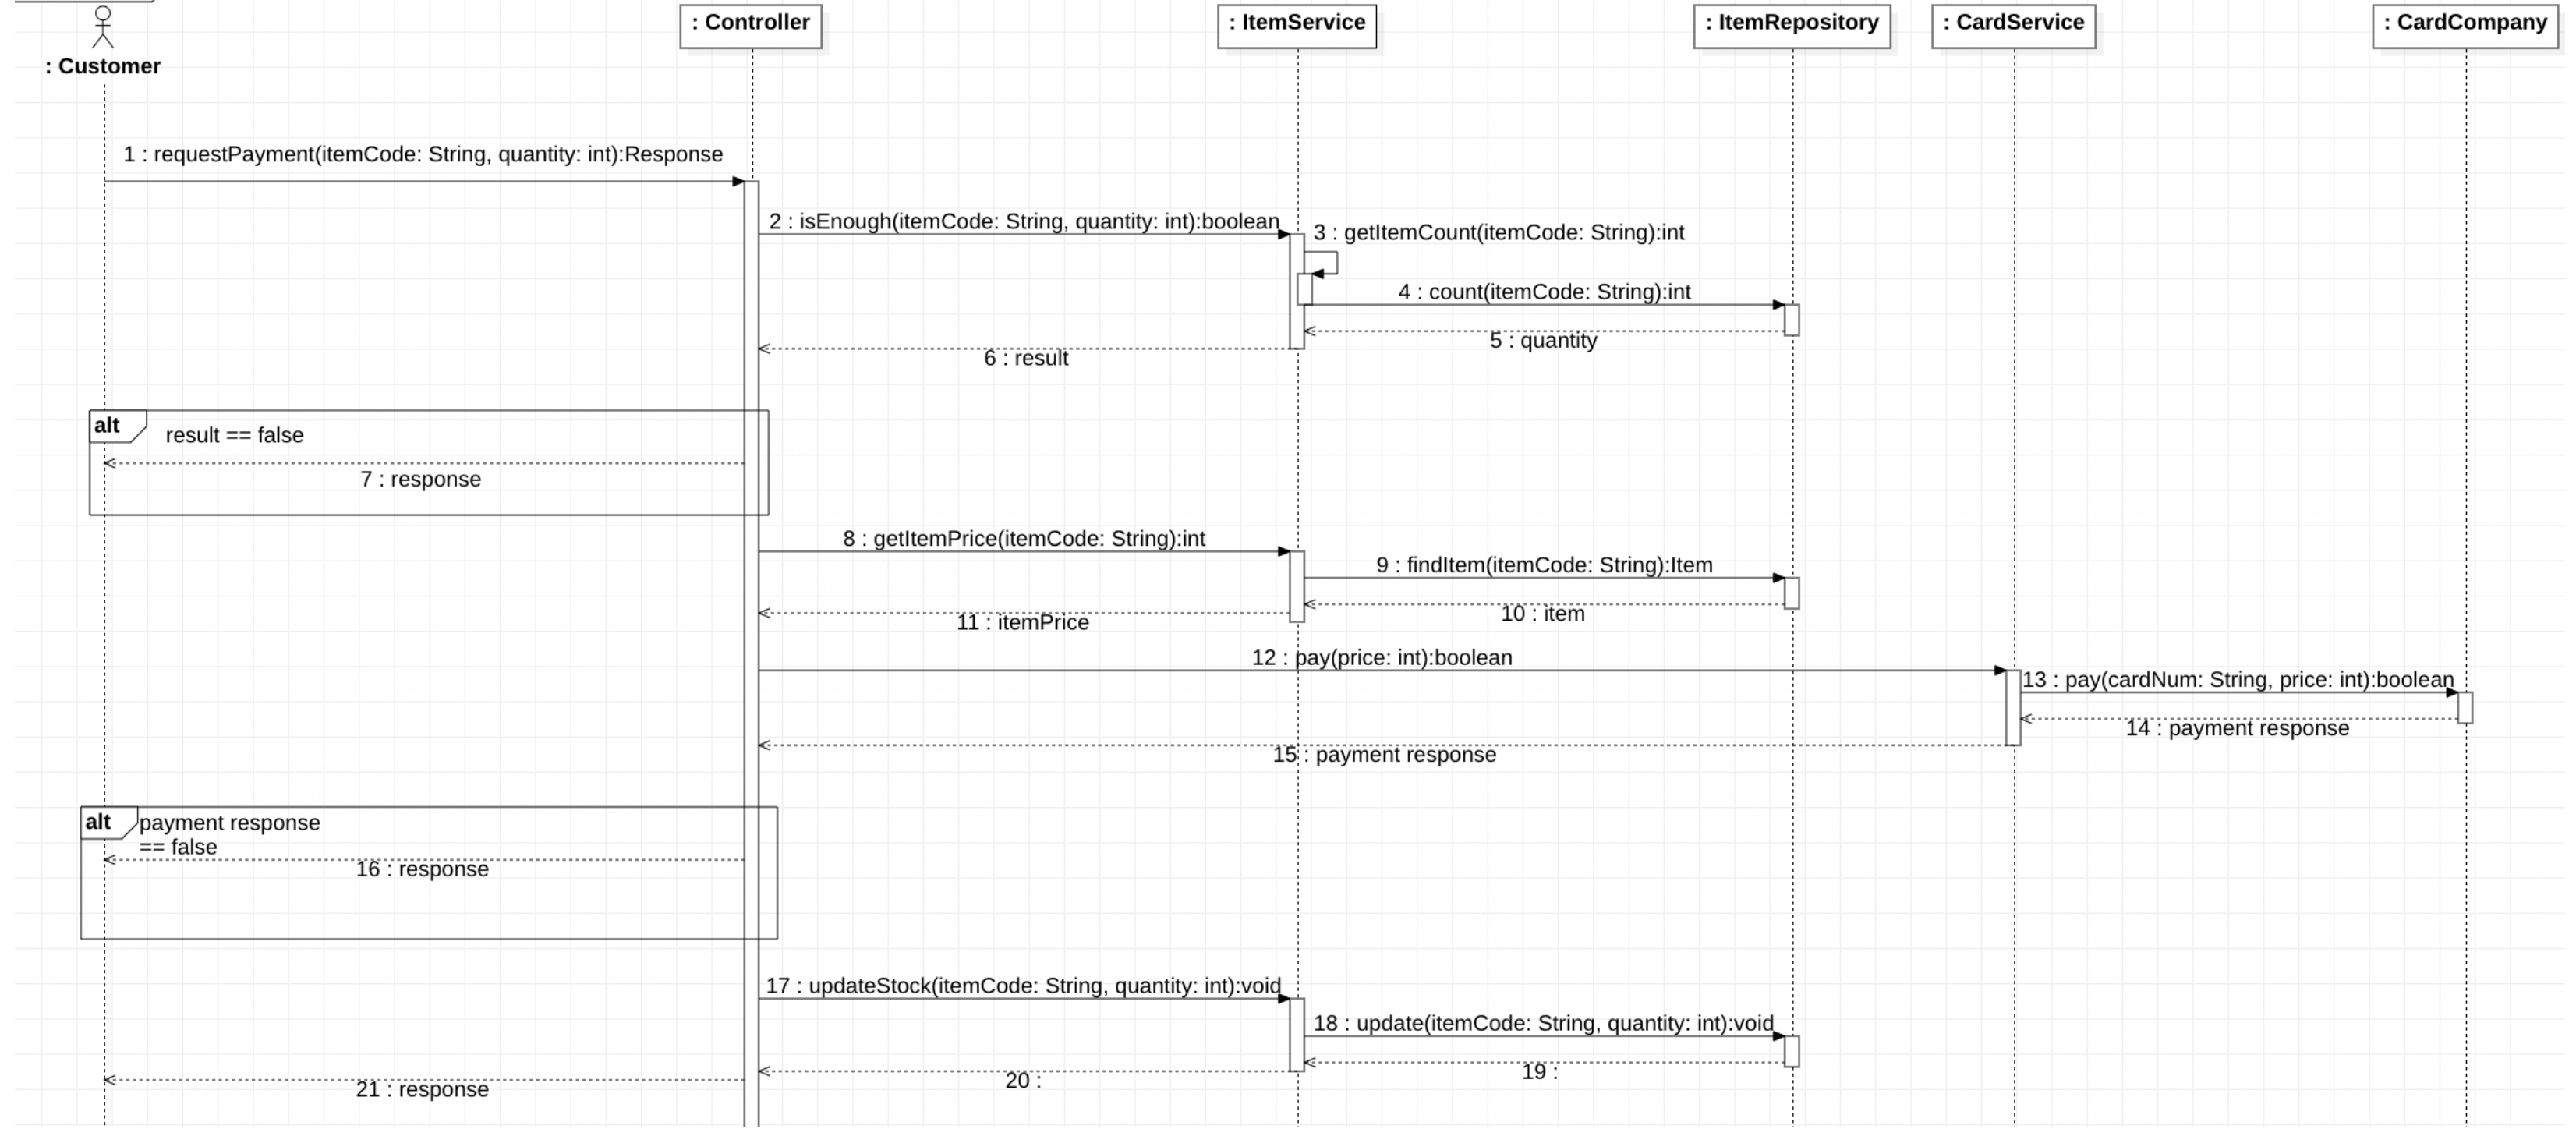 : Customer
: Controller
: ItemService
: ItemRepository
: CardService
: CardCompany
1 : requestPayment(itemCode: String, quantity: int):Response
2 : isEnough(itemCode: String, quantity: int):boolean
3 : getItemCount(itemCode: String):int
4 : count(itemCode: String):int
5 : quantity
6 : result
alt
result == false
7 : response
8 : getItemPrice(itemCode: String):int
9 : findItem(itemCode: String):Item
10 : item
11 : itemPrice
12 : pay(price: int):boolean
13 : pay(cardNum: String, price: int):boolean
14 : payment response
15 : payment response
alt
payment response
== false
16 : response
17 : updateStock(itemCode: String, quantity: int):void
18 : update(itemCode: String, quantity: int):void
19 :
20 :
21 : response